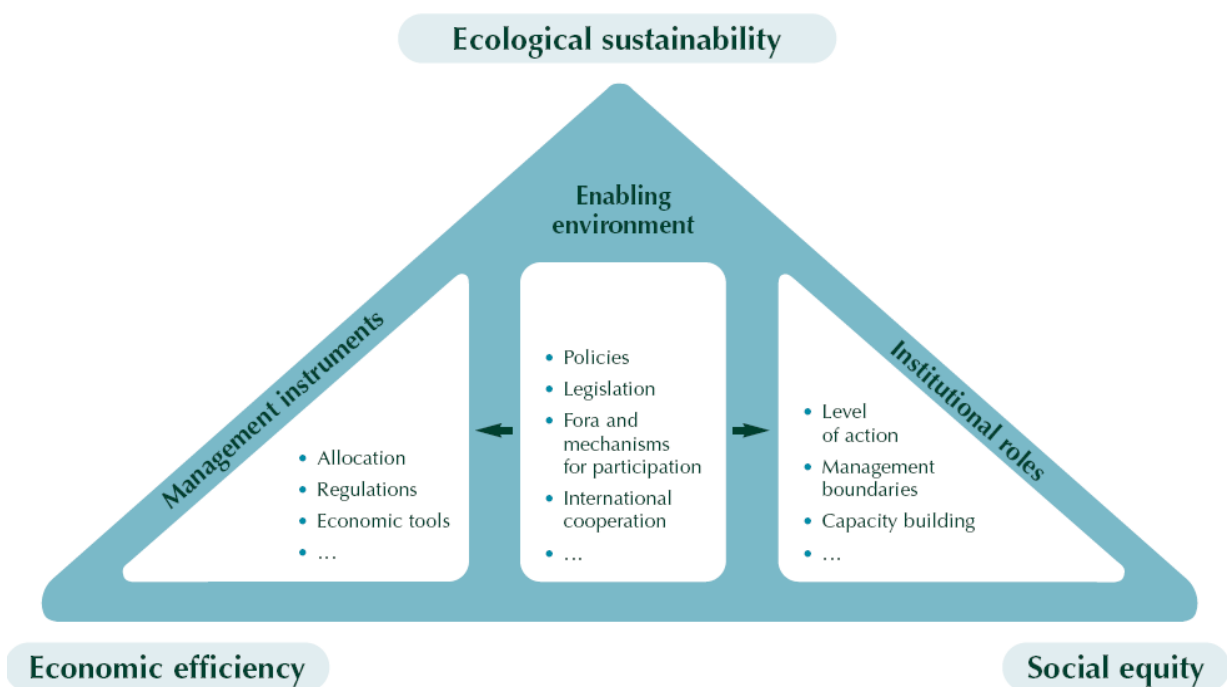 Ecological sustainability
Enabling
environment
Management instruments
• Allocation
• Regulations
• Economic tools
• ...
• Policies
• Legislation
• Fora and
mechanisms
for participation
• International
cooperation
• ...
Institutional roles
• Level
of action
• Management
boundaries
• Capacity building
• ...
Economic efficiency
Social equity